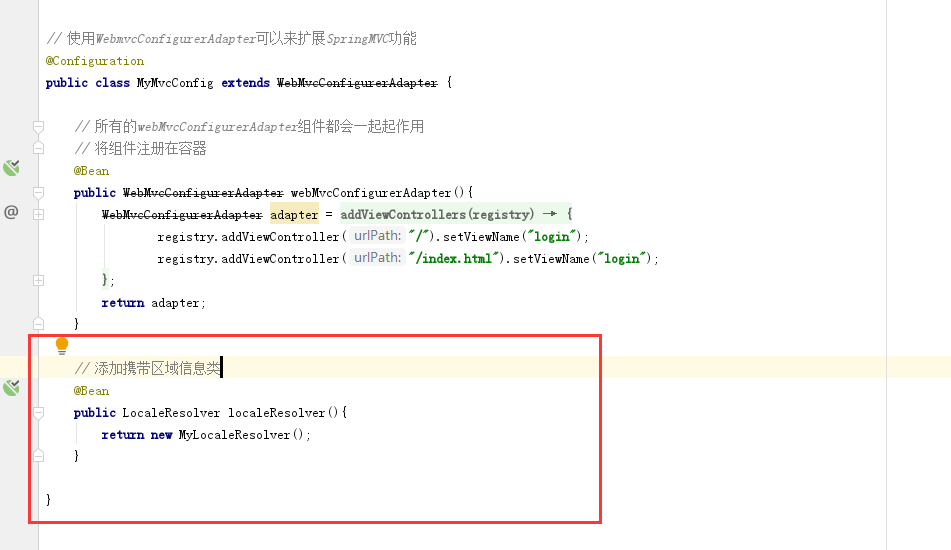 // 使用WebmvcConfigurerAdapter可以来扩展SpringMVC功能
@Configuration
public class MyMvcConfig extends WebMvcConfigurerAdapter {
// 所有的webMvcConfigurerAdapter组件都会一起起作用
// 将组件注册在容器
@Bean
public WebMvcConfigurerAdapter webMvcConfigurerAdapter(){
WebMvcConfigurerAdapter adapter = addViewControllers(registry) → {
registry.addViewController( urlPath: "/").setViewName("login");
registry.addViewController( urlPath: "/index.html").setViewName("login");
};
return adapter;
}
// 添加携带区域信息类
@Bean
public LocaleResolver localeResolver(){
return new MyLocaleResolver();
}
}